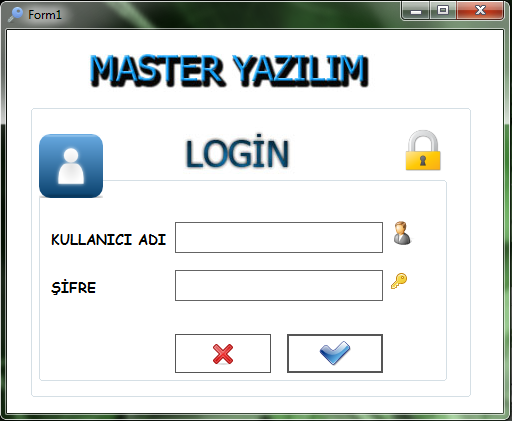 Form1
MASTER YAZILIM
LOGİN
KULLANICI ADI
ŞİFRE